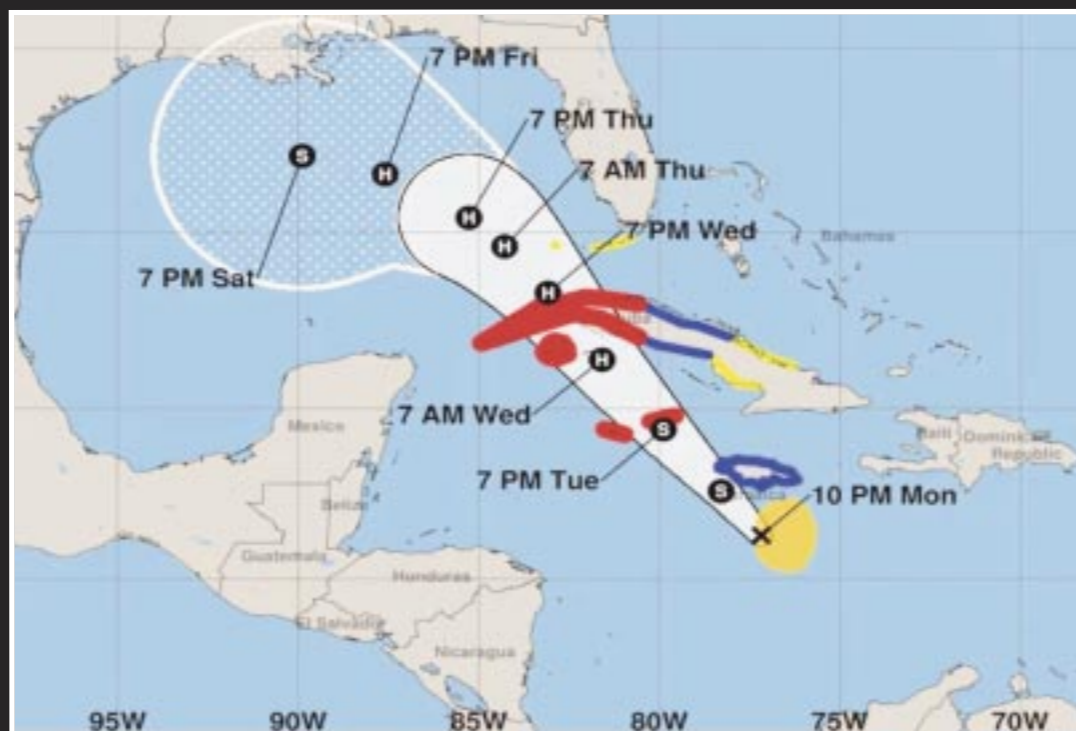 7 PM Fri
7 PM Thu
7 AM Thu
7 PM Wed
Bahamas
7 PM Sat
7 AM Wed
Mexico
Haiti
Dominican
Republic
7 PM Tue
10 PM Mon
Belize
Guatemala
Honduras
El Salvador
Nicaragua
S
H
H
H
H
H
S
S
X
95W 90W 85W 80W 75W 70W